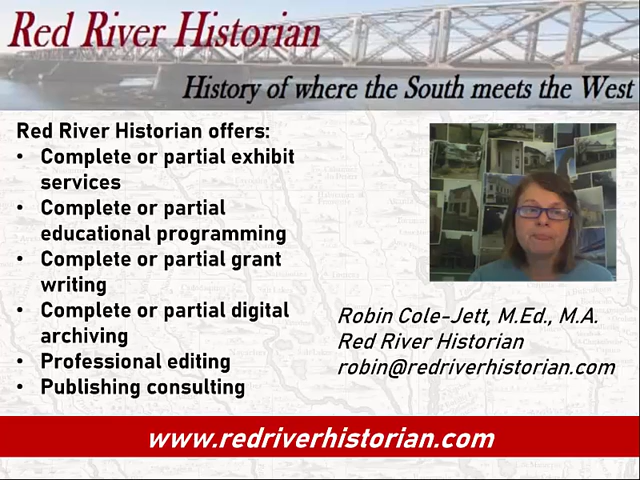 Red River Historian
History of where the South meets the West
Red River Historian offers:
• Complete or partial exhibit
services
• Complete or partial
educational programming
• Complete or partial grant
writing
• Complete or partial digital
archiving
• Professional editing
• Publishing consulting
Robin Cole-Jett, M.Ed., M.A.
Red River Historian
robin@redriverhistorian.com
www.redriverhistorian.com